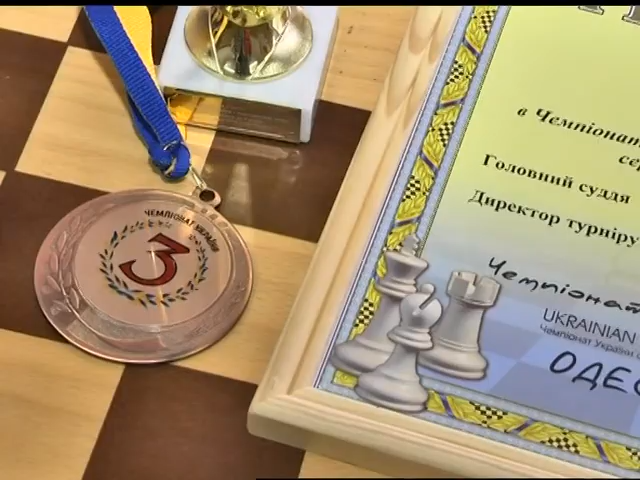 ЧЕМПІОНАТ УКРАЇНИ
3
в Чемпіонат
сер
Головний суддя
Директор турніру
Чемпіонат
UKRAINIAN
Чемпіонат України
ОДЕС